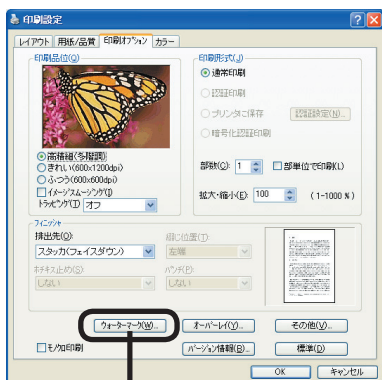 印刷設定
レイアウト 用紙/品質 印刷オプション カラー
印刷品位(Q)
高精細(多階調)
きれい(600x1200dpi)
ふつう(600x600dpi)
イメージスムージング(I)
トラッピング(T) オフ
印刷形式(J)
通常印刷
認証印刷
プリンタに保存 認証設定(N)...
暗号化認証印刷
部数(C): 1 部単位で印刷(L)
拡大・縮小(E): 100 (1-1000 %)
フィニッシャ
排出先(O): 綴じ位置(T):
スタッカ(フェイスダウン) 左端
ホチキス止め(S): パンチ(F):
しない しない
ウォーターマーク(W)... オーバーレイ(Y)... その他(V)...
モノクロ印刷 バージョン情報(B)... 標準(D)
OK キャンセル